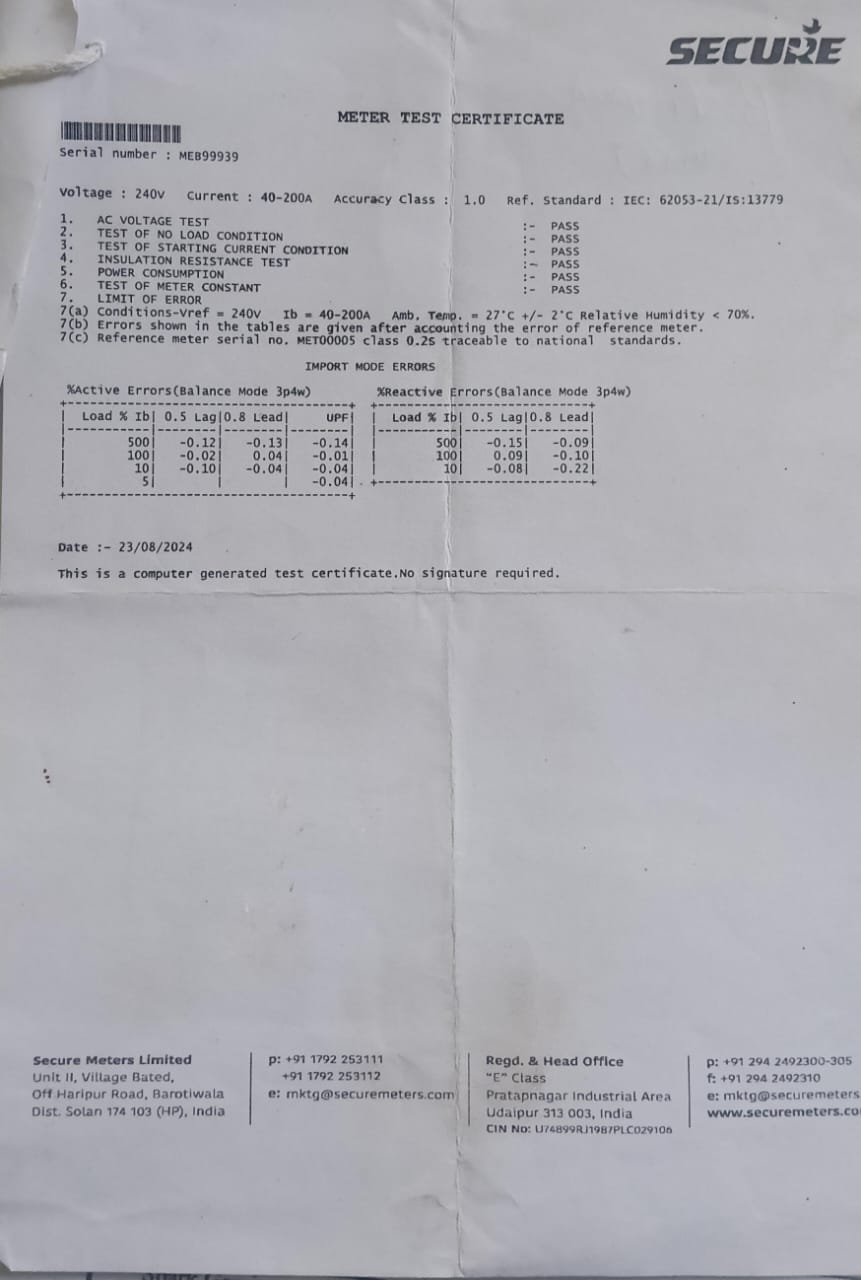 SECURE
METER TEST CERTIFICATE
Serial number : MEB99939
Voltage : 240V Current : 40-200A Accuracy Class : 1.0 Ref. Standard : IEC: 62053-21/IS:13779
1. AC VOLTAGE TEST :- PASS
2. TEST OF NO LOAD CONDITION :- PASS
3. TEST OF STARTING CURRENT CONDITION :- PASS
4. INSULATION RESISTANCE TEST :- PASS
5. POWER CONSUMPTION :- PASS
6. TEST OF METER CONSTANT :- PASS
7. LIMIT OF ERROR
7(a) Conditions-Vref = 240V Ib = 40-200A Amb. Temp. = 27°C +/- 2°C Relative Humidity < 70%.
7(b) Errors shown in the tables are given after accounting the error of reference meter.
7(c) Reference meter serial no. MET00005 class 0.2S traceable to national standards.
IMPORT MODE ERRORS
%Active Errors(Balance Mode 3p4w) %Reactive Errors(Balance Mode 3p4w)
| Load % Ib| 0.5 Lag|0.8 Lead| UPF| | Load % Ib| 0.5 Lag|0.8 Lead|
| 500| -0.12| -0.13| -0.14| | 500| -0.15| -0.09|
| 100| -0.02| 0.04| -0.01| | 100| 0.09| -0.10|
| 10| -0.10| -0.04| -0.04| | 10| -0.08| -0.22|
| 5| | | -0.04|
Date :- 23/08/2024
This is a computer generated test certificate.No signature required.
Secure Meters Limited
Unit II, Village Bated,
Off Haripur Road, Barotiwala
Dist. Solan 174 103 (HP), India
p: +91 1792 253111
+91 1792 253112
e: mktg@securemeters.com
Regd. & Head Office
"E" Class
Pratapnagar Industrial Area
Udaipur 313 003, India
CIN No: U74899RJ1987PLC029106
p: +91 294 2492300-305
f: +91 294 2492310
e: mktg@securemeters
www.securemeters.co